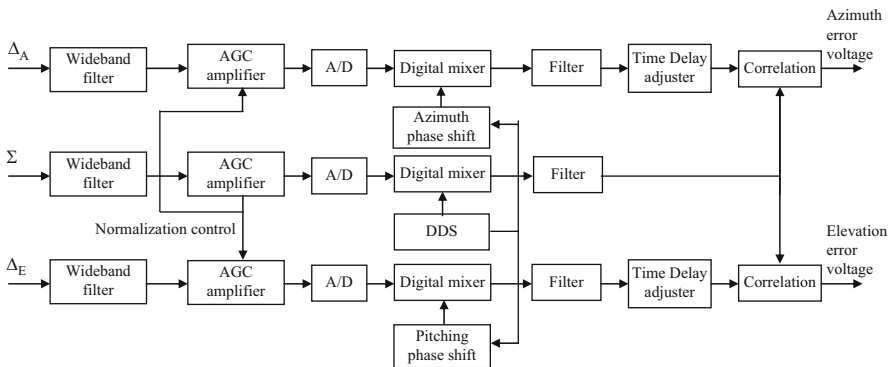 Δ_A
Wideband
filter
AGC
amplifier
A/D
Digital mixer
Filter
Time Delay
adjuster
Correlation
Azimuth
error
voltage
Azimuth
phase shift
Σ
Wideband
filter
AGC
amplifier
A/D
Digital mixer
Filter
Normalization control
DDS
Δ_E
Wideband
filter
AGC
amplifier
A/D
Digital mixer
Filter
Time Delay
adjuster
Correlation
Elevation
error
voltage
Pitching
phase shift